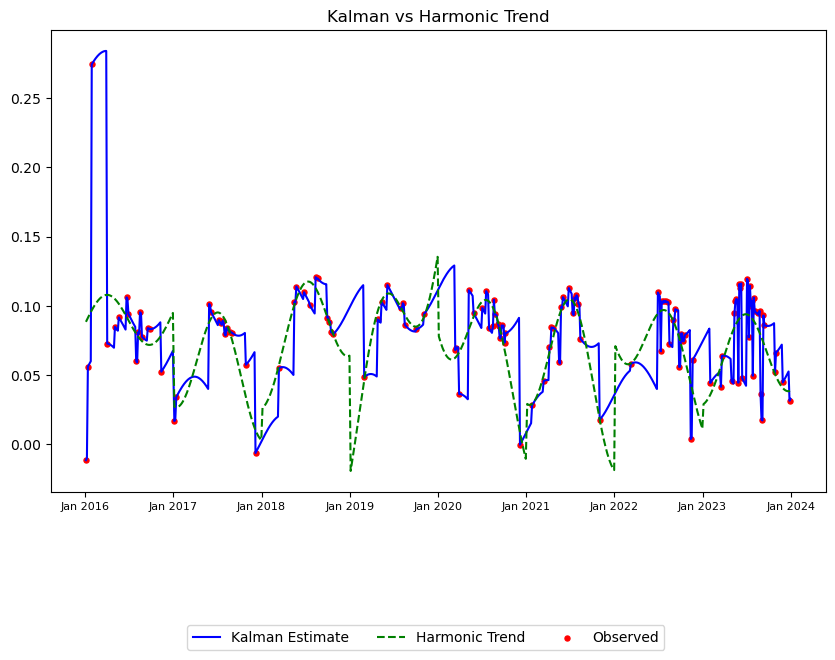 Kalman vs Harmonic Trend
0.25
0.20
0.15
0.10
0.05
0.00
Jan 2016 Jan 2017 Jan 2018 Jan 2019 Jan 2020 Jan 2021 Jan 2022 Jan 2023 Jan 2024
Kalman Estimate Harmonic Trend Observed